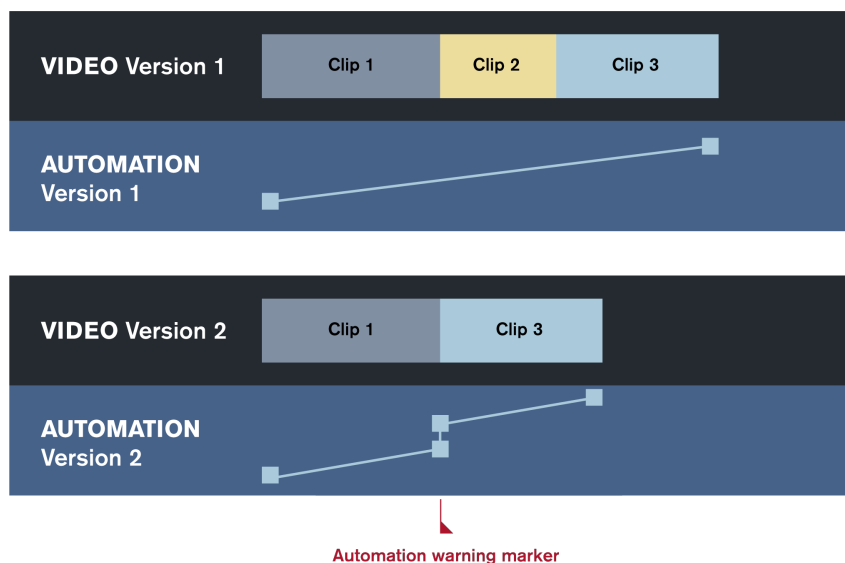 VIDEO Version 1
Clip 1
Clip 2
Clip 3
AUTOMATION
Version 1
VIDEO Version 2
Clip 1
Clip 3
AUTOMATION
Version 2
Automation warning marker